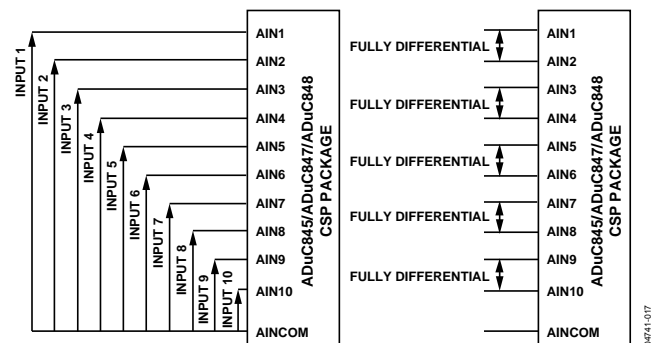 INPUT 1
INPUT 2
INPUT 3
INPUT 4
INPUT 5
INPUT 6
INPUT 7
INPUT 8
INPUT 9
INPUT 10
AIN1
AIN2
AIN3
AIN4
AIN5
AIN6
AIN7
AIN8
AIN9
AIN10
AINCOM
ADuC845/ADuC847/ADuC848
CSP PACKAGE
FULLY DIFFERENTIAL
FULLY DIFFERENTIAL
FULLY DIFFERENTIAL
FULLY DIFFERENTIAL
FULLY DIFFERENTIAL
AIN1
AIN2
AIN3
AIN4
AIN5
AIN6
AIN7
AIN8
AIN9
AIN10
AINCOM
ADuC845/ADuC847/ADuC848
CSP PACKAGE
04741-017